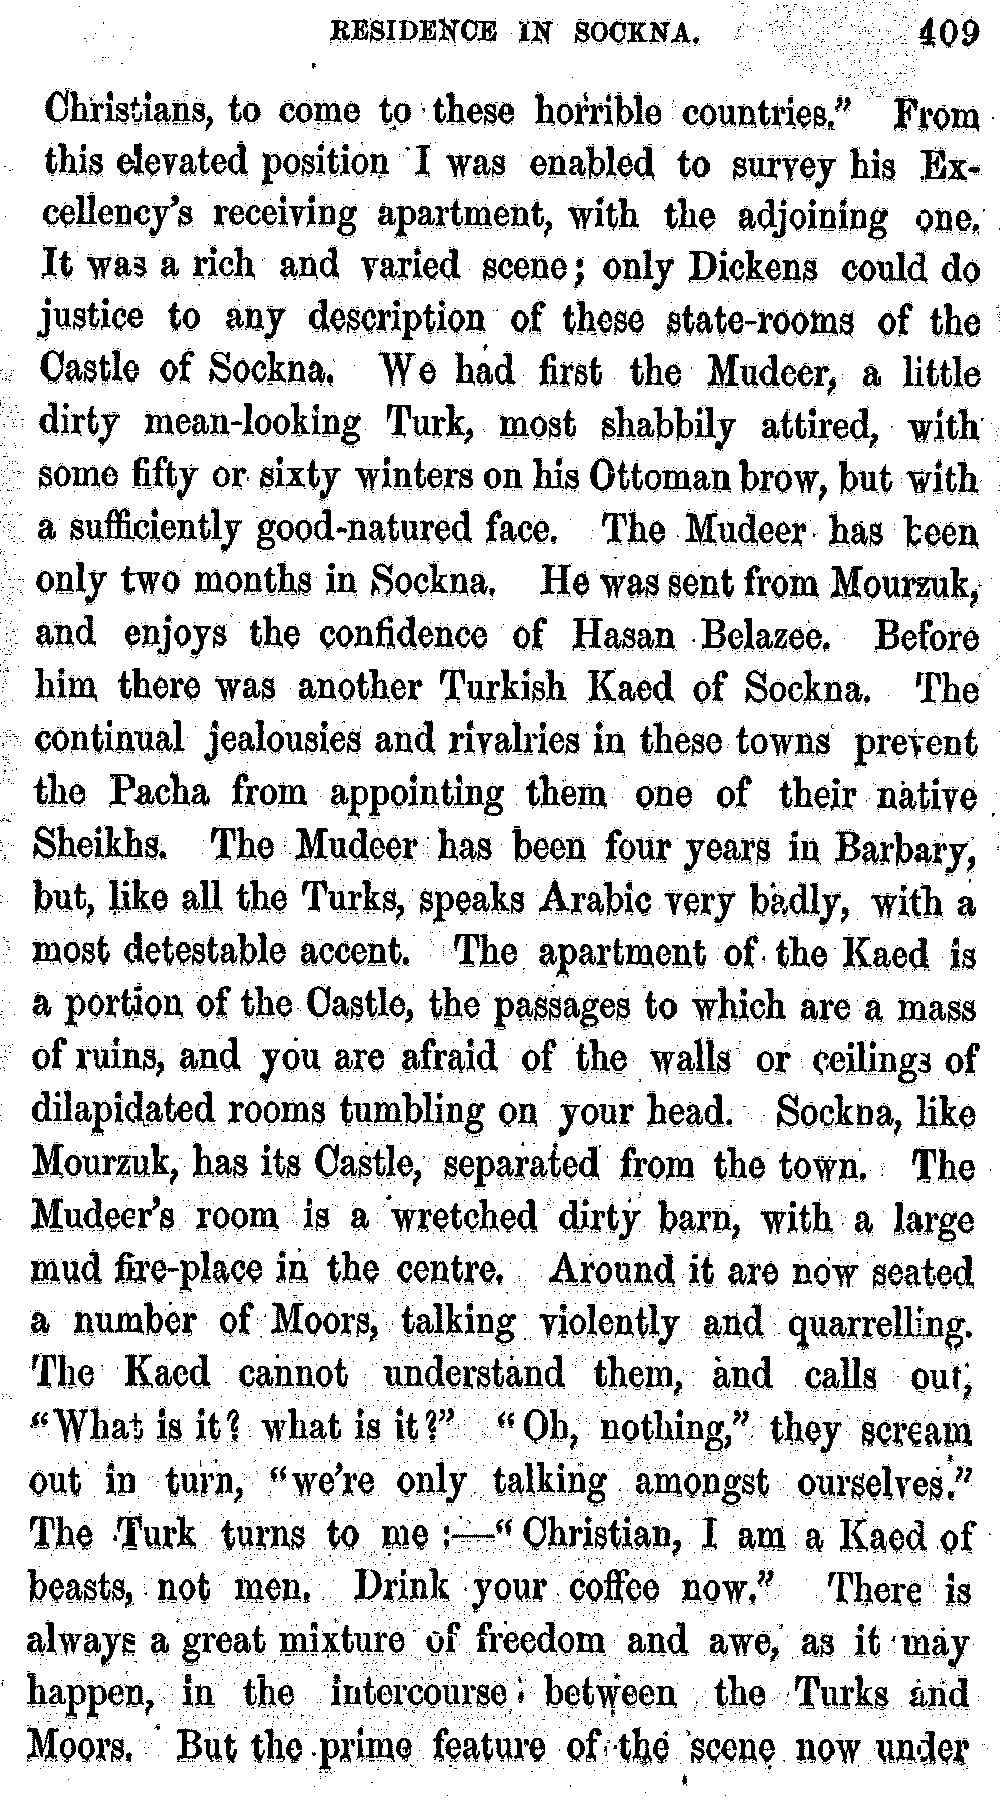 RESIDENCE IN SOCKNA. 409
Christians, to come to these horrible countries.” From
this elevated position I was enabled to survey his Ex-
cellency’s receiving apartment, with the adjoining one.
It was a rich and varied scene; only Dickens could do
justice to any description of these state-rooms of the
Castle of Sockna. We had first the Mudeer, a little
dirty mean-looking Turk, most shabbily attired, with
some fifty or sixty winters on his Ottoman brow, but with
a sufficiently good-natured face. The Mudeer has been
only two months in Sockna. He was sent from Mourzuk,
and enjoys the confidence of Hasan Belazee. Before
him there was another Turkish Kaed of Sockna. The
continual jealousies and rivalries in these towns prevent
the Pacha from appointing them one of their native
Sheikhs. The Mudeer has been four years in Barbary,
but, like all the Turks, speaks Arabic very badly, with a
most detestable accent. The apartment of the Kaed is
a portion of the Castle, the passages to which are a mass
of ruins, and you are afraid of the walls or ceilings of
dilapidated rooms tumbling on your head. Sockna, like
Mourzuk, has its Castle, separated from the town. The
Mudeer’s room is a wretched dirty barn, with a large
mud fire-place in the centre. Around it are now seated
a number of Moors, talking violently and quarrelling.
The Kaed cannot understand them, and calls out,
“What is it? what is it?” “Oh, nothing,” they scream
out in turn, “we’re only talking amongst ourselves.”
The Turk turns to me :—“Christian, I am a Kaed of
beasts, not men. Drink your coffee now.” There is
always a great mixture of freedom and awe, as it may
happen, in the intercourse between the Turks and
Moors. But the prime feature of the scene now under